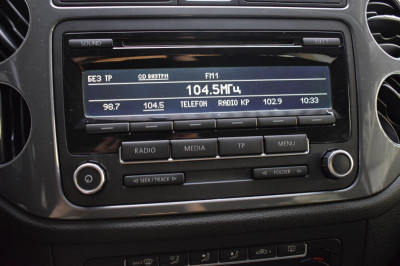 SOUND
БЕЗ ТР CD ВНУТРИ FM1
104.5МГц
98.7 104.5 TELEFON RADIO KP 102.9 10:33
RADIO MEDIA TP MENU
SEEK / TRACK FOLDER